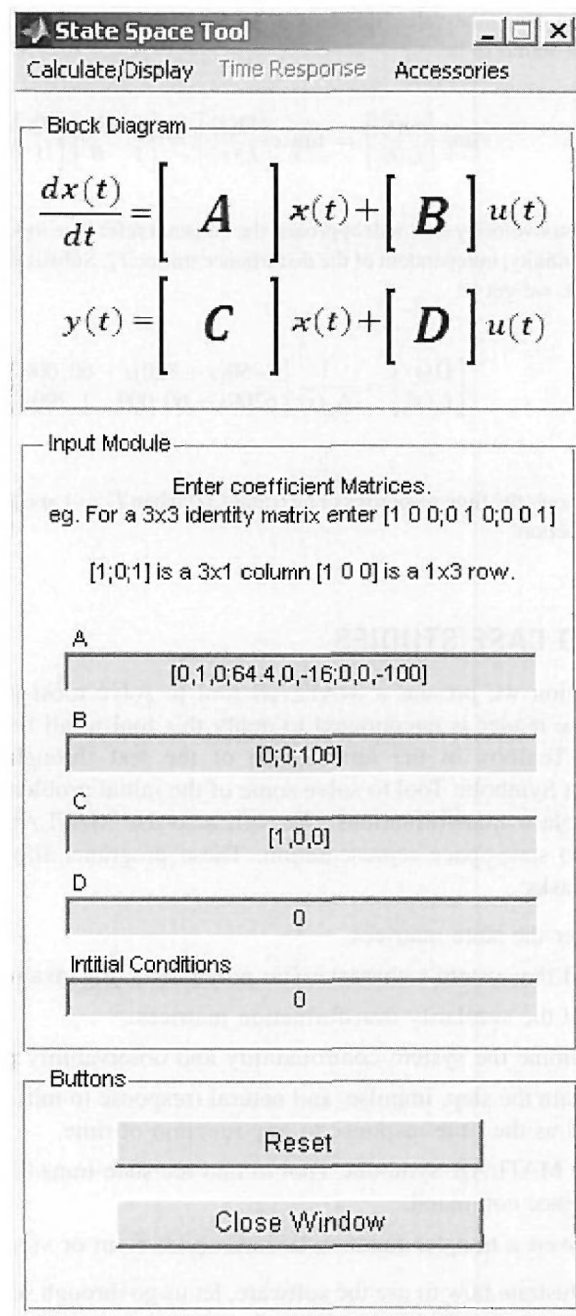 State Space Tool
Calculate/Display Time Response Accessories
Block Diagram
dx(t)/dt = [ A ] x(t) + [ B ] u(t)
y(t) = [ C ] x(t) + [ D ] u(t)
Input Module
Enter coefficient Matrices.
eg. For a 3x3 identity matrix enter [1 0 0;0 1 0;0 0 1]
[1;0;1] is a 3x1 column [1 0 0] is a 1x3 row.
A
[0,1,0;64.4,0,-16;0,0,-100]
B
[0;0;100]
C
[1,0,0]
D
0
Intitial Conditions
0
Buttons
Reset
Close Window